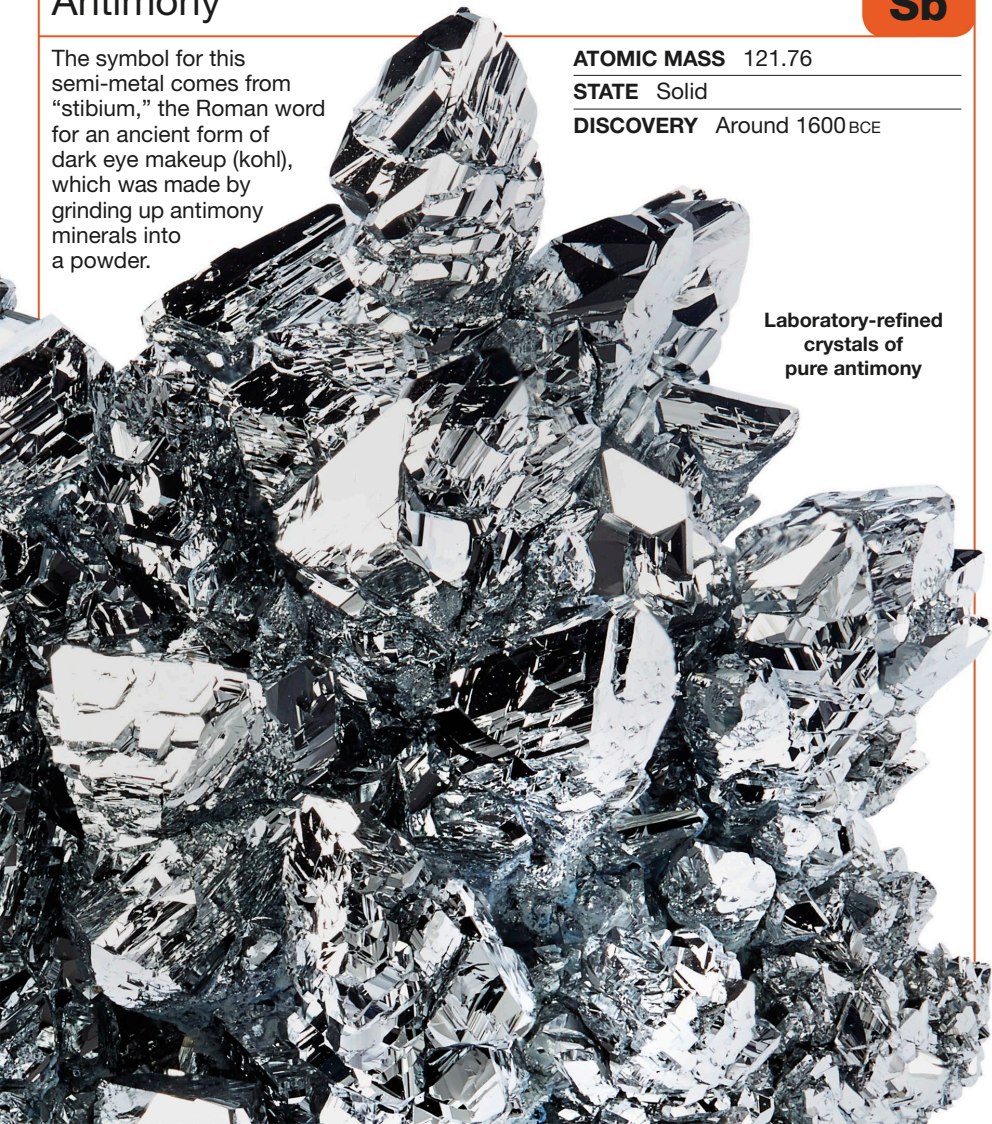 Antimony
Sb
The symbol for this
semi-metal comes from
“stibium,” the Roman word
for an ancient form of
dark eye makeup (kohl),
which was made by
grinding up antimony
minerals into
a powder.
ATOMIC MASS 121.76
STATE Solid
DISCOVERY Around 1600 BCE
Laboratory-refined
crystals of
pure antimony